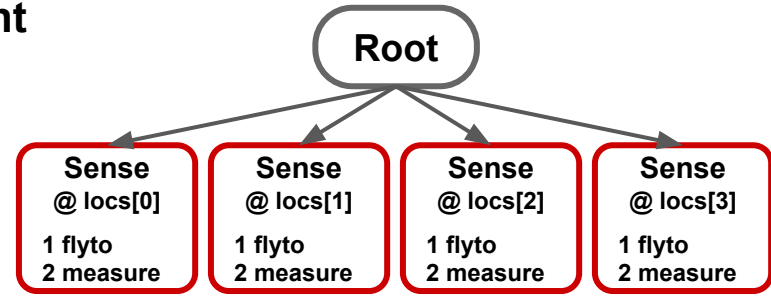 nt
Root
Sense
@ locs[0]
1 flyto
2 measure
Sense
@ locs[1]
1 flyto
2 measure
Sense
@ locs[2]
1 flyto
2 measure
Sense
@ locs[3]
1 flyto
2 measure